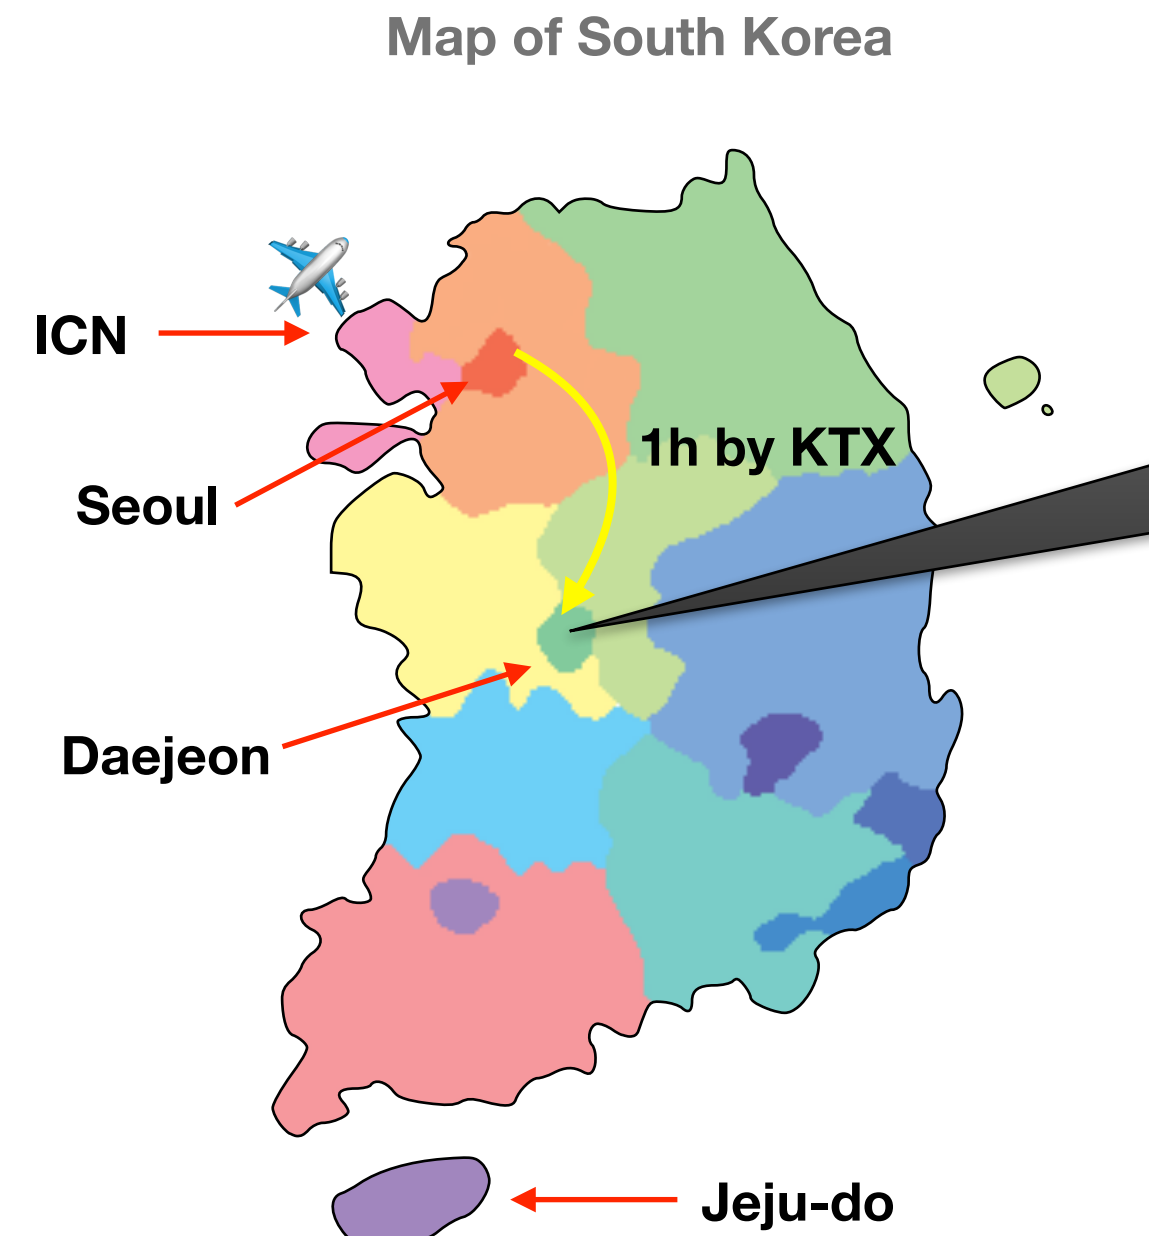 Map of South Korea
ICN
1h by KTX
Seoul
Daejeon
Jeju-do